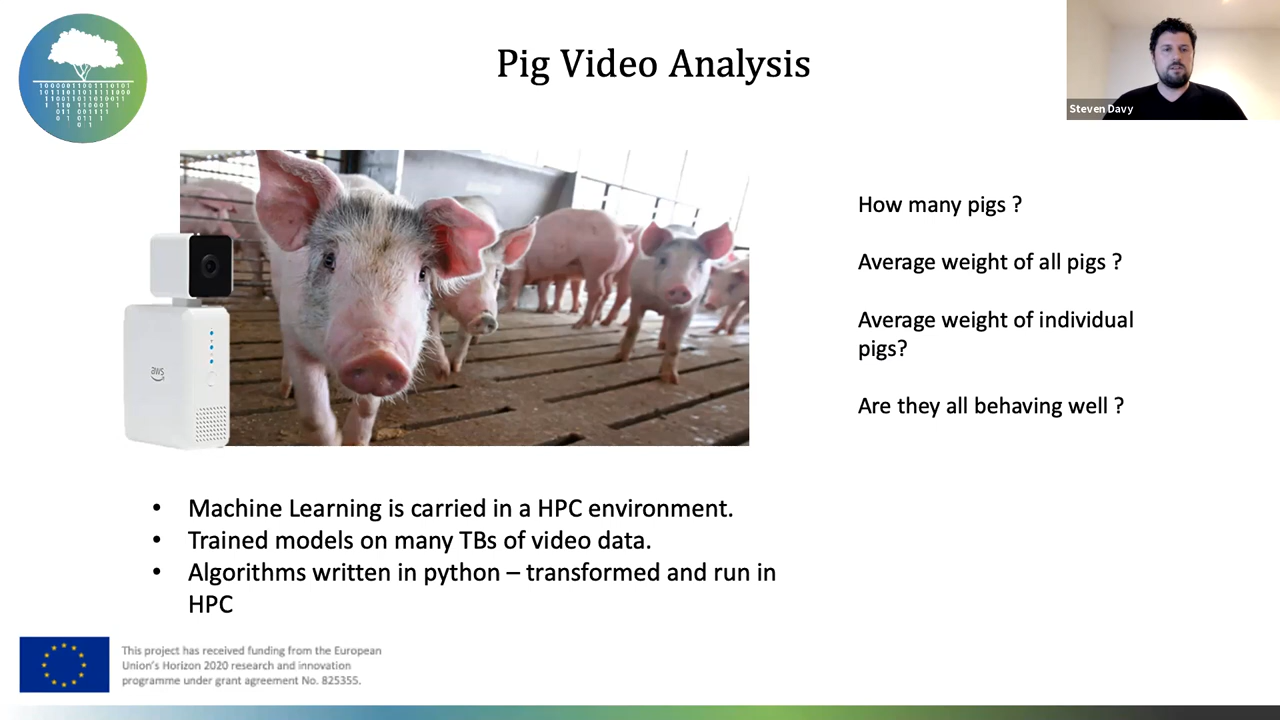 Pig Video Analysis
Steven Davy
How many pigs ?
Average weight of all pigs ?
Average weight of individual
pigs?
Are they all behaving well ?
aws
• Machine Learning is carried in a HPC environment.
• Trained models on many TBs of video data.
• Algorithms written in python – transformed and run in
HPC
This project has received funding from the European
Union's Horizon 2020 research and innovation
programme under grant agreement No. 825355.